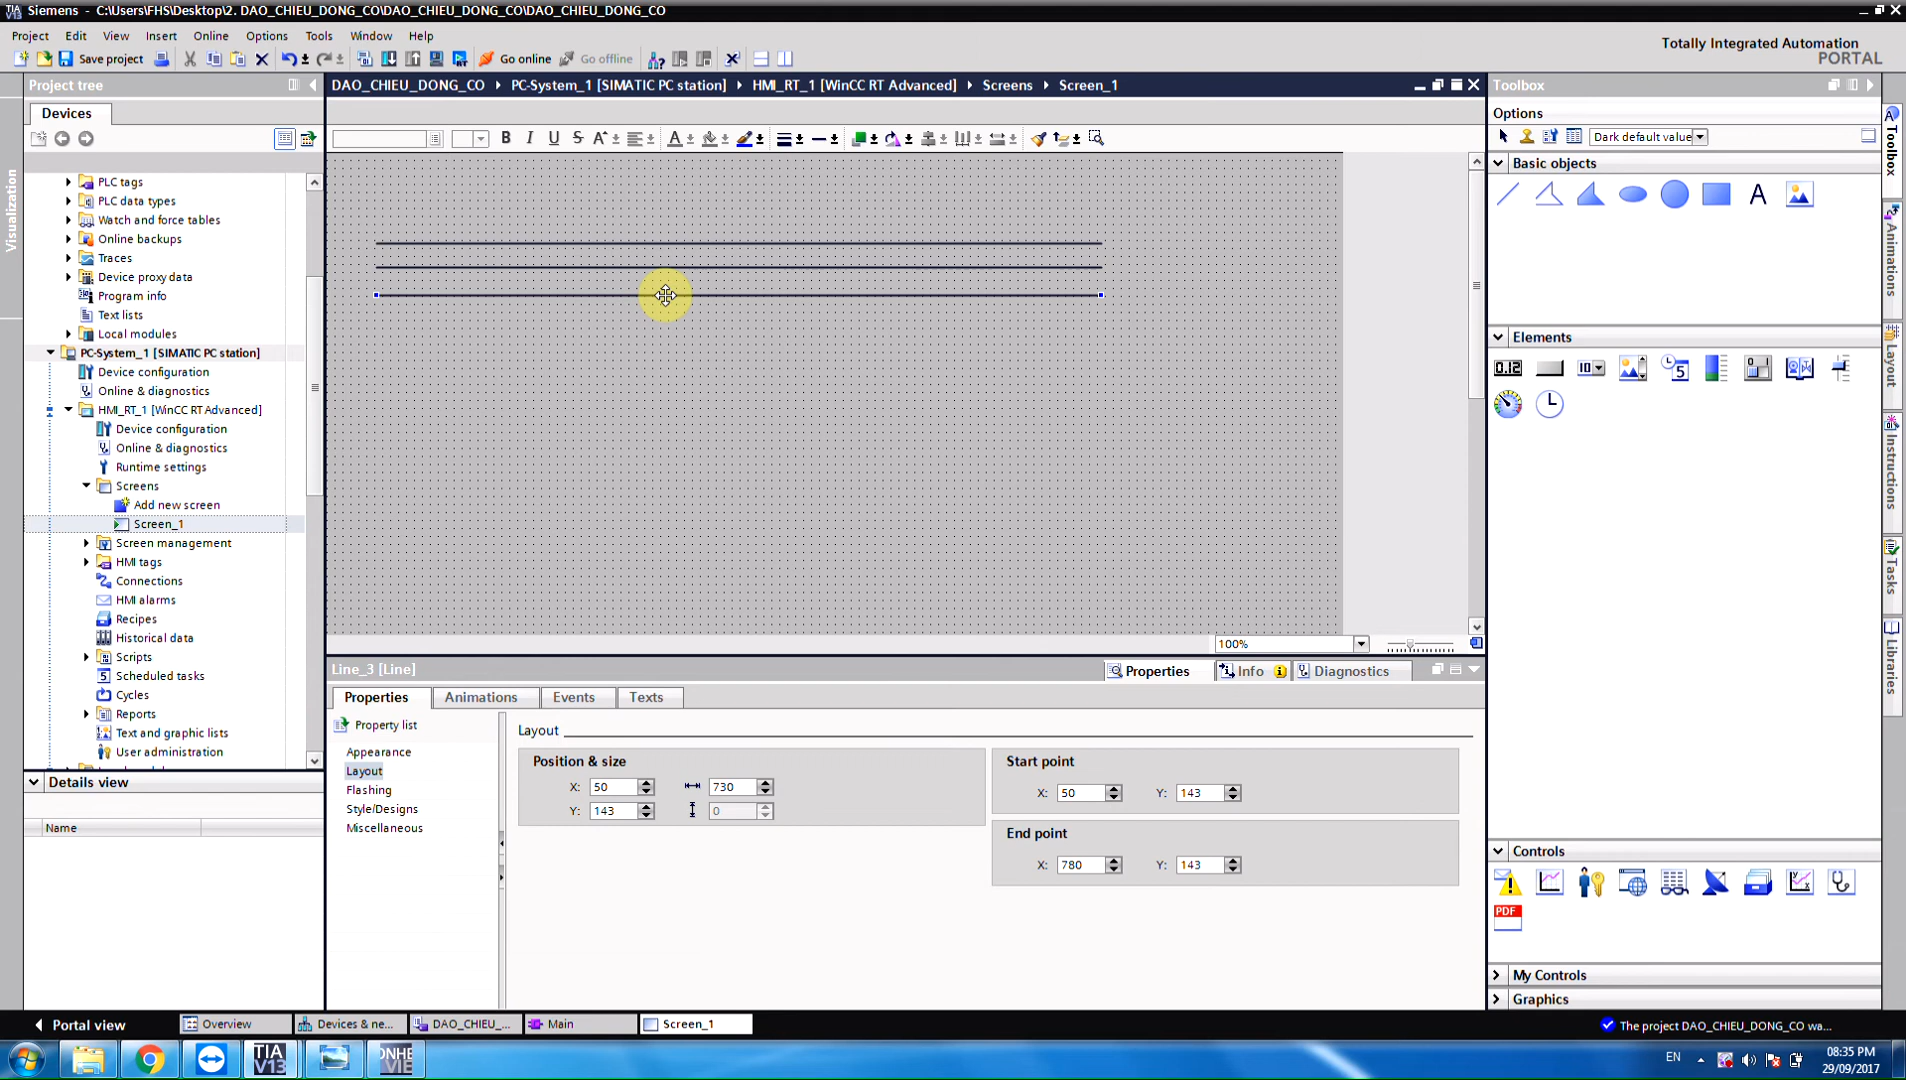 Siemens - C:\Users\FHS\Desktop\2. DAO_CHIEU_DONG_CO\DAO_CHIEU_DONG_CO\DAO_CHIEU_DONG_CO
Project Edit View Insert Online Options Tools Window Help
Totally Integrated Automation
PORTAL
Save project Go online Go offline
Project tree
DAO_CHIEU_DONG_CO PC-System_1 [SIMATIC PC station] HMI_RT_1 [WinCC RT Advanced] Screens Screen_1
Toolbox
Devices
Options
Dark default value
Basic objects
Visualization
PLC tags
PLC data types
Watch and force tables
Online backups
Traces
Device proxy data
Program info
Text lists
Local modules
PC-System_1 [SIMATIC PC station]
Device configuration
Online & diagnostics
HMI_RT_1 [WinCC RT Advanced]
Device configuration
Online & diagnostics
Runtime settings
Screens
Add new screen
Screen_1
Screen management
HMI tags
Connections
HMI alarms
Recipes
Historical data
Scripts
Scheduled tasks
Cycles
Reports
Text and graphic lists
User administration
Details view
Name
100%
Line_3 [Line]
Properties Info Diagnostics
Properties Animations Events Texts
Property list
Appearance
Layout
Flashing
Style/Designs
Miscellaneous
Layout
Position & size
X: 50 730
Y: 143 0
Start point
X: 50 Y: 143
End point
X: 780 Y: 143
Elements
Controls
PDF
My Controls
Graphics
Toolbox
Animations
Layout
Instructions
Tasks
Libraries
Portal view Overview Devices & ne... DAO_CHIEU_... Main Screen_1
The project DAO_CHIEU_DONG_CO wa...
TIA V13
EN
08:35 PM
29/09/2017